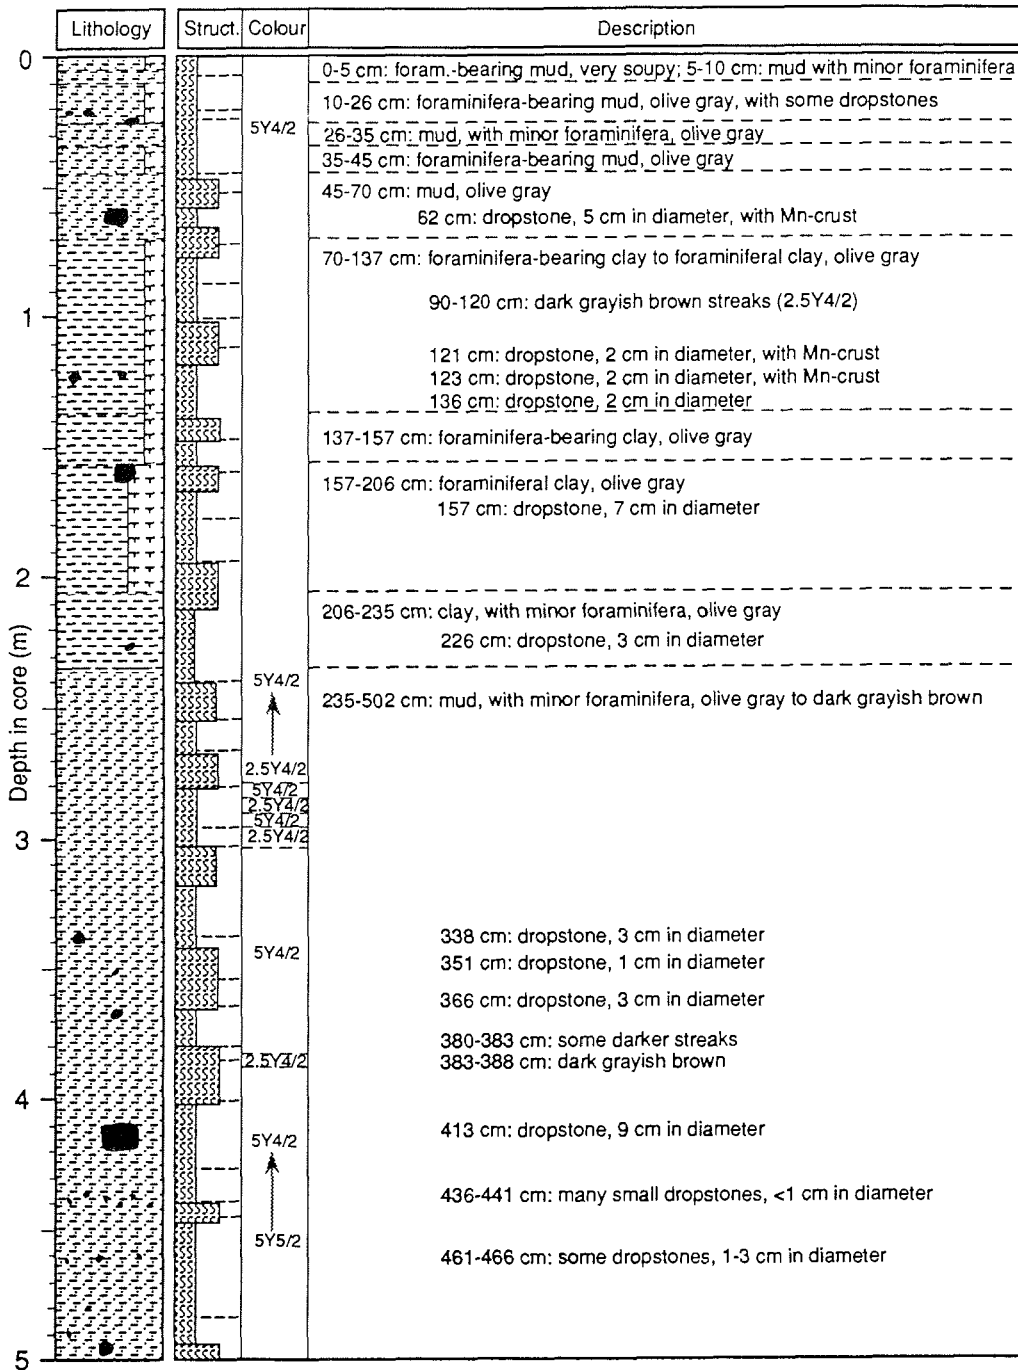 Lithology Struct. Colour Description
0
0-5 cm: foram.-bearing mud, very soupy; 5-10 cm: mud with minor foraminifera
10-26 cm: foraminifera-bearing mud, olive gray, with some dropstones
5Y4/2
26-35 cm: mud, with minor foraminifera, olive gray
35-45 cm: foraminifera-bearing mud, olive gray
45-70 cm: mud, olive gray
62 cm: dropstone, 5 cm in diameter, with Mn-crust
70-137 cm: foraminifera-bearing clay to foraminiferal clay, olive gray
90-120 cm: dark grayish brown streaks (2.5Y4/2)
1
121 cm: dropstone, 2 cm in diameter, with Mn-crust
123 cm: dropstone, 2 cm in diameter, with Mn-crust
136 cm: dropstone, 2 cm in diameter
137-157 cm: foraminifera-bearing clay, olive gray
157-206 cm: foraminiferal clay, olive gray
157 cm: dropstone, 7 cm in diameter
2
206-235 cm: clay, with minor foraminifera, olive gray
226 cm: dropstone, 3 cm in diameter
Depth in core (m)
5Y4/2
235-502 cm: mud, with minor foraminifera, olive gray to dark grayish brown
2.5Y4/2
5Y4/2
2.5Y4/2
5Y4/2
2.5Y4/2
3
338 cm: dropstone, 3 cm in diameter
5Y4/2
351 cm: dropstone, 1 cm in diameter
366 cm: dropstone, 3 cm in diameter
380-383 cm: some darker streaks
2.5Y4/2
383-388 cm: dark grayish brown
4
413 cm: dropstone, 9 cm in diameter
5Y4/2
436-441 cm: many small dropstones, <1 cm in diameter
5Y5/2
461-466 cm: some dropstones, 1-3 cm in diameter
5